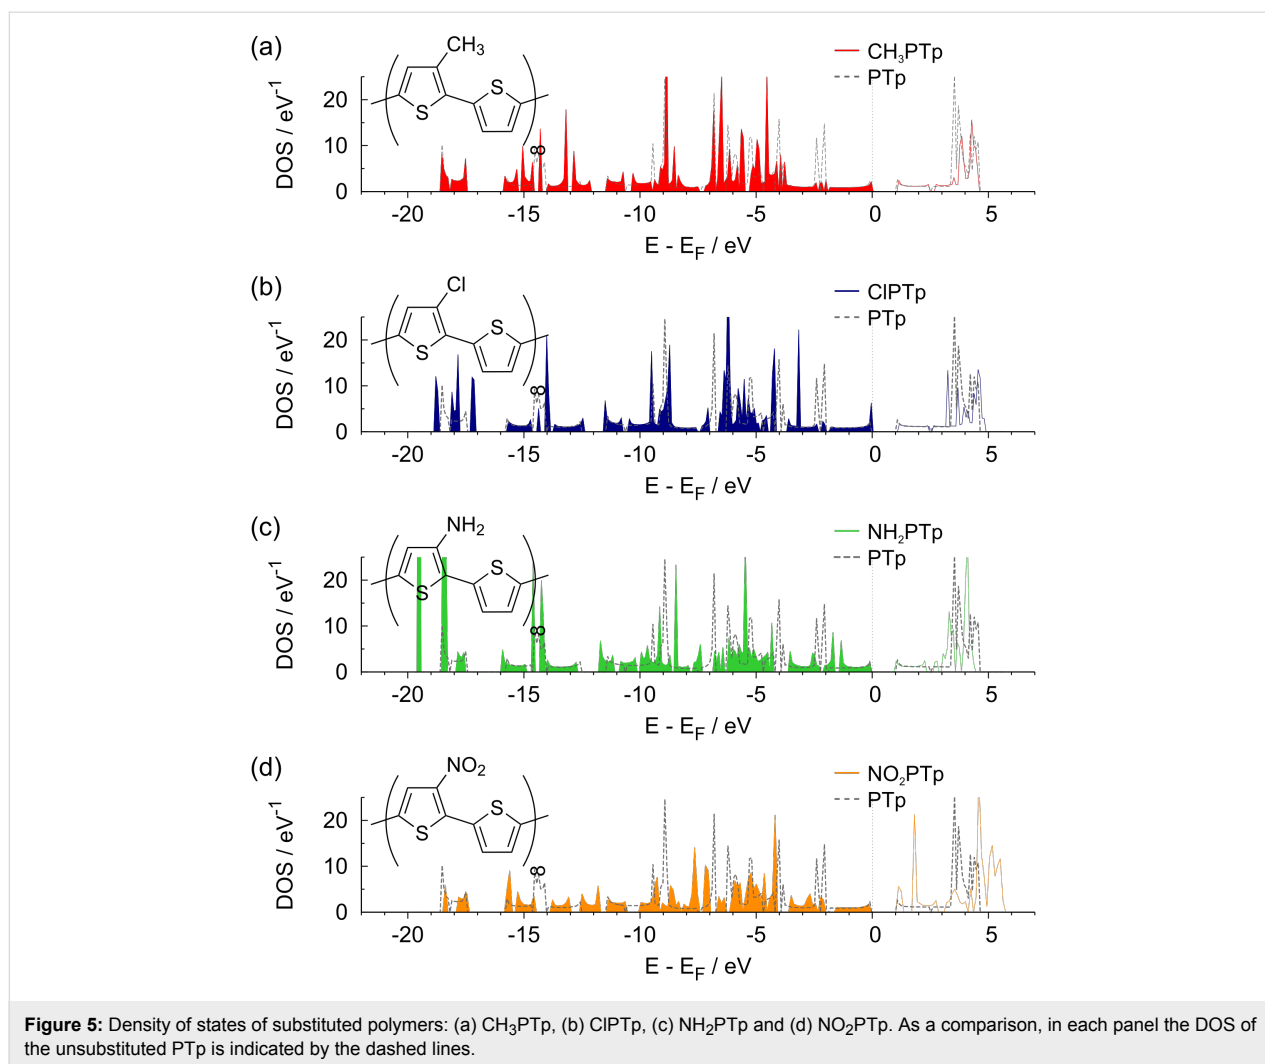 (a)
CH₃
S
S
∞
CH₃PTp
PTp
DOS / eV⁻¹
20
10
0
-20 -15 -10 -5 0 5
E - E_F / eV
(b)
Cl
S
S
∞
ClPTp
PTp
DOS / eV⁻¹
20
10
0
-20 -15 -10 -5 0 5
E - E_F / eV
(c)
NH₂
S
S
∞
NH₂PTp
PTp
DOS / eV⁻¹
20
10
0
-20 -15 -10 -5 0 5
E - E_F / eV
(d)
NO₂
S
S
∞
NO₂PTp
PTp
DOS / eV⁻¹
20
10
0
-20 -15 -10 -5 0 5
E - E_F / eV
Figure 5: Density of states of substituted polymers: (a) CH₃PTp, (b) ClPTp, (c) NH₂PTp and (d) NO₂PTp. As a comparison, in each panel the DOS of
the unsubstituted PTp is indicated by the dashed lines.